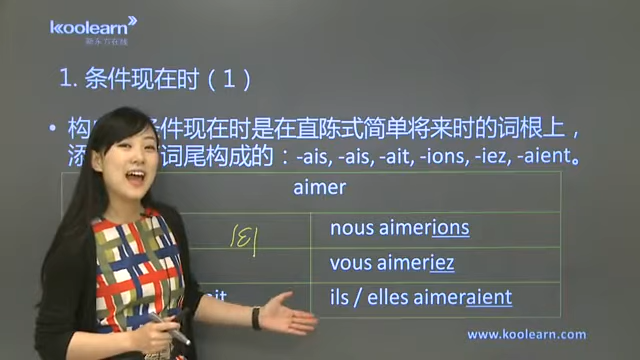 koolearn
新东方在线
1. 条件现在时（1）
• 构 条件现在时是在直陈式简单将来时的词根上，
添 词尾构成的：-ais, -ais, -ait, -ions, -iez, -aient。
aimer
/ɛ/
nous aimerions
vous aimeriez
ait
ils / elles aimeraient
www.koolearn.com